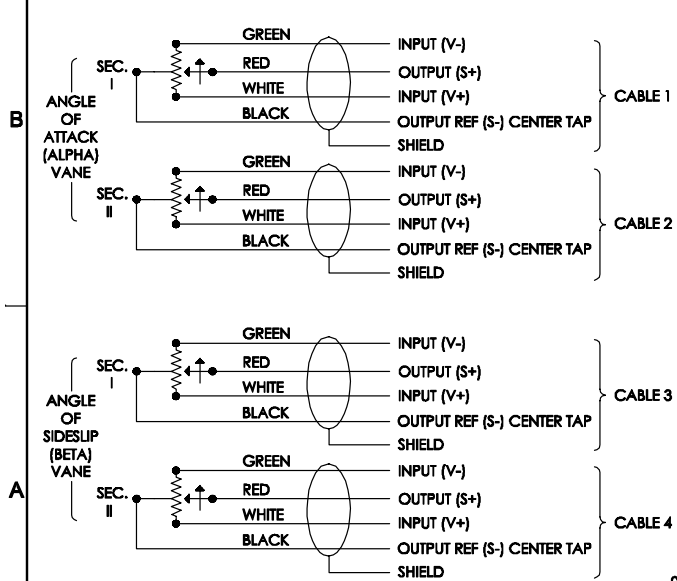 B
ANGLE
OF
ATTACK
(ALPHA)
VANE
SEC.
I
GREEN
INPUT (V-)
RED
OUTPUT (S+)
WHITE
INPUT (V+)
BLACK
OUTPUT REF (S-) CENTER TAP
SHIELD
CABLE 1
SEC.
II
GREEN
INPUT (V-)
RED
OUTPUT (S+)
WHITE
INPUT (V+)
BLACK
OUTPUT REF (S-) CENTER TAP
SHIELD
CABLE 2
A
ANGLE
OF
SIDESLIP
(BETA)
VANE
SEC.
I
GREEN
INPUT (V-)
RED
OUTPUT (S+)
WHITE
INPUT (V+)
BLACK
OUTPUT REF (S-) CENTER TAP
SHIELD
CABLE 3
SEC.
II
GREEN
INPUT (V-)
RED
OUTPUT (S+)
WHITE
INPUT (V+)
BLACK
OUTPUT REF (S-) CENTER TAP
SHIELD
CABLE 4